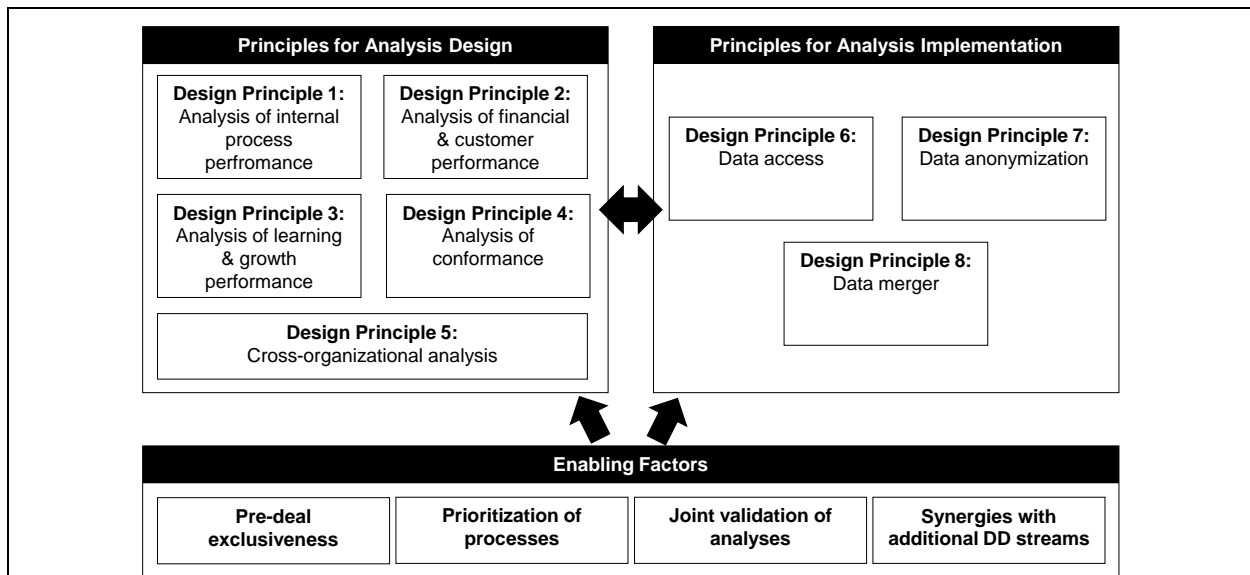 Principles for Analysis Design
Design Principle 1:
Analysis of internal
process
perfromance
Design Principle 2:
Analysis of financial
& customer
performance
Design Principle 3:
Analysis of learning
& growth
performance
Design Principle 4:
Analysis of
conformance
Design Principle 5:
Cross-organizational analysis
Principles for Analysis Implementation
Design Principle 6:
Data access
Design Principle 7:
Data anonymization
Design Principle 8:
Data merger
Enabling Factors
Pre-deal
exclusiveness
Prioritization of
processes
Joint validation of
analyses
Synergies with
additional DD streams